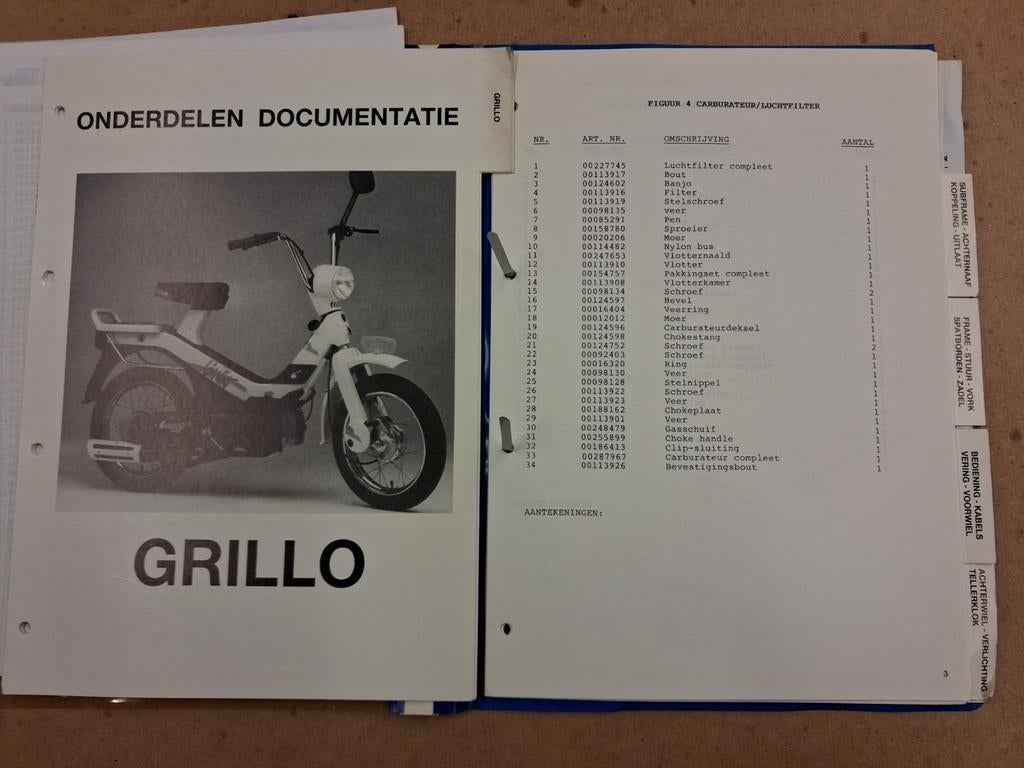 ONDERDELEN DOCUMENTATIE
GRILLO
GRILLO
FIGUUR 4 CARBURATEUR/LUCHTFILTER
NR. ART. NR. OMSCHRIJVING AANTAL
1 00227745 Luchtfilter compleet 1
2 00113917 Bout 1
3 00124602 Banjo 1
4 00113916 Filter 1
5 00113919 Stelschroef 1
6 00098135 veer 1
7 00085291 Pen 1
8 00158780 Sproeier 1
9 00020206 Moer 1
10 00114482 Nylon bus 1
11 00247653 Vlotternaald 1
12 00113910 Vlotter 1
13 00154757 Pakkingset compleet 1
14 00113908 Vlotterkamer 1
15 00098134 Schroef 2
16 00124597 Hevel 1
17 00016404 Veerring 1
18 00012012 Moer 1
19 00124596 Carburateurdeksel 1
20 00124598 Chokestang 1
21 00124752 Schroef 2
22 00092403 Schroef 1
23 00016320 Ring 1
24 00098130 Veer 1
25 00098128 Stelnippel 1
26 00113922 Schroef 1
27 00113923 Veer 1
28 00188162 Chokeplaat 1
29 00113901 Veer 1
30 00248479 Gasschuif 1
31 00255899 Choke handle 1
32 00186413 Clip-sluiting 1
33 00287967 Carburateur compleet 1
34 00113926 Bevestigingsbout 1
AANTEKENINGEN:
3
SUBFRAME - ACHTERNAAF
KOPPELING - UITLAAT
FRAME - STUUR - VORK
SPATBORDEN - ZADEL
BEDIENING - KABELS
VERING - VOORWIEL
ACHTERWIEL - VERLICHTING
TELLERKLOK